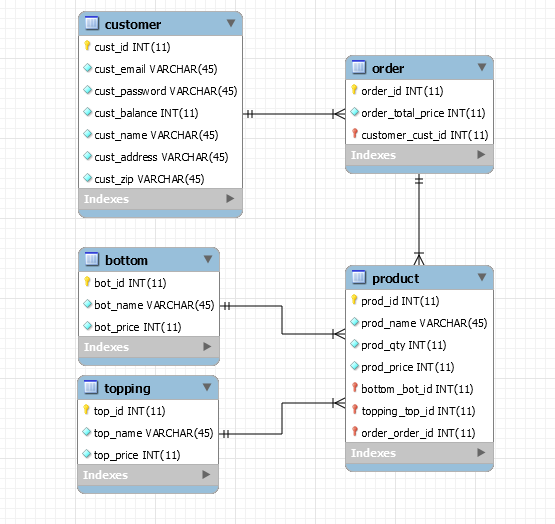 customer
cust_id INT(11)
cust_email VARCHAR(45)
cust_password VARCHAR(45)
cust_balance INT(11)
cust_name VARCHAR(45)
cust_address VARCHAR(45)
cust_zip VARCHAR(45)
Indexes
order
order_id INT(11)
order_total_price INT(11)
customer_cust_id INT(11)
Indexes
bottom
bot_id INT(11)
bot_name VARCHAR(45)
bot_price INT(11)
Indexes
topping
top_id INT(11)
top_name VARCHAR(45)
top_price INT(11)
Indexes
product
prod_id INT(11)
prod_name VARCHAR(45)
prod_qty INT(11)
prod_price INT(11)
bottom_bot_id INT(11)
topping_top_id INT(11)
order_order_id INT(11)
Indexes